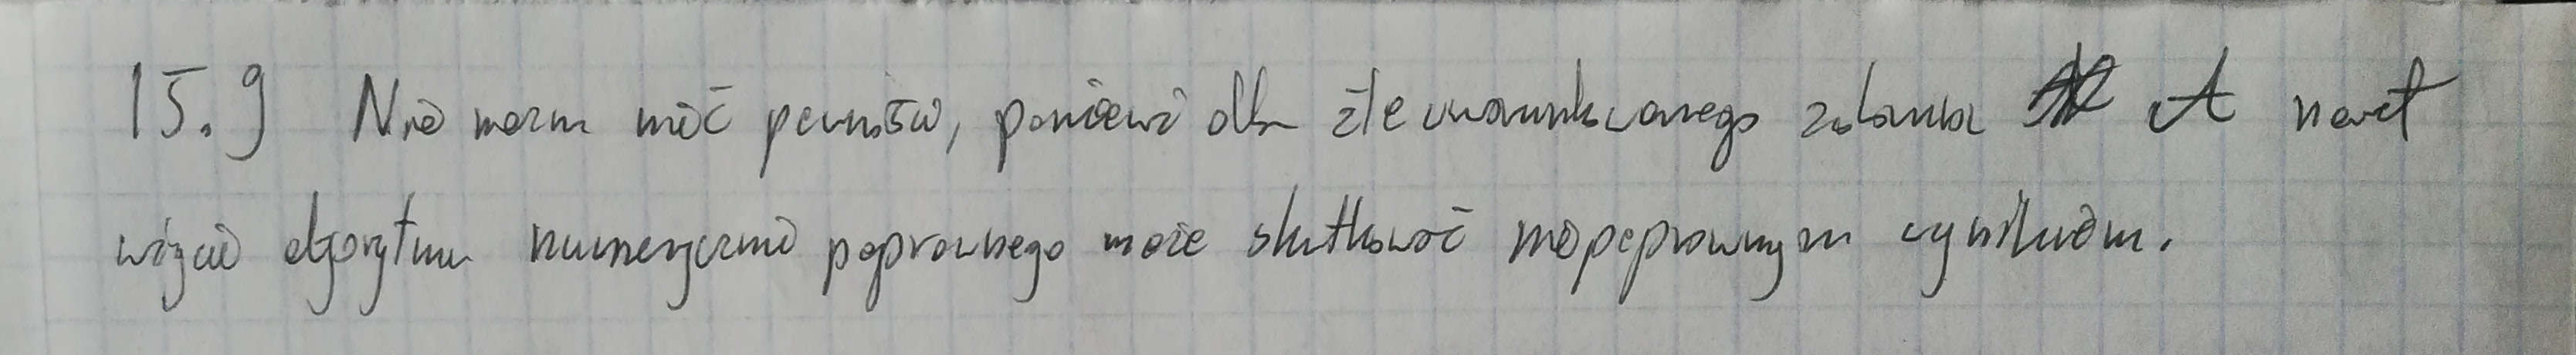 15.9 Nie mozna mieć pewności, ponieważ dla źle uwarunkowanego zadania A nawet
użycie algorytmu numerycznie poprawnego może skutkować niepoprawnym wynikiem.